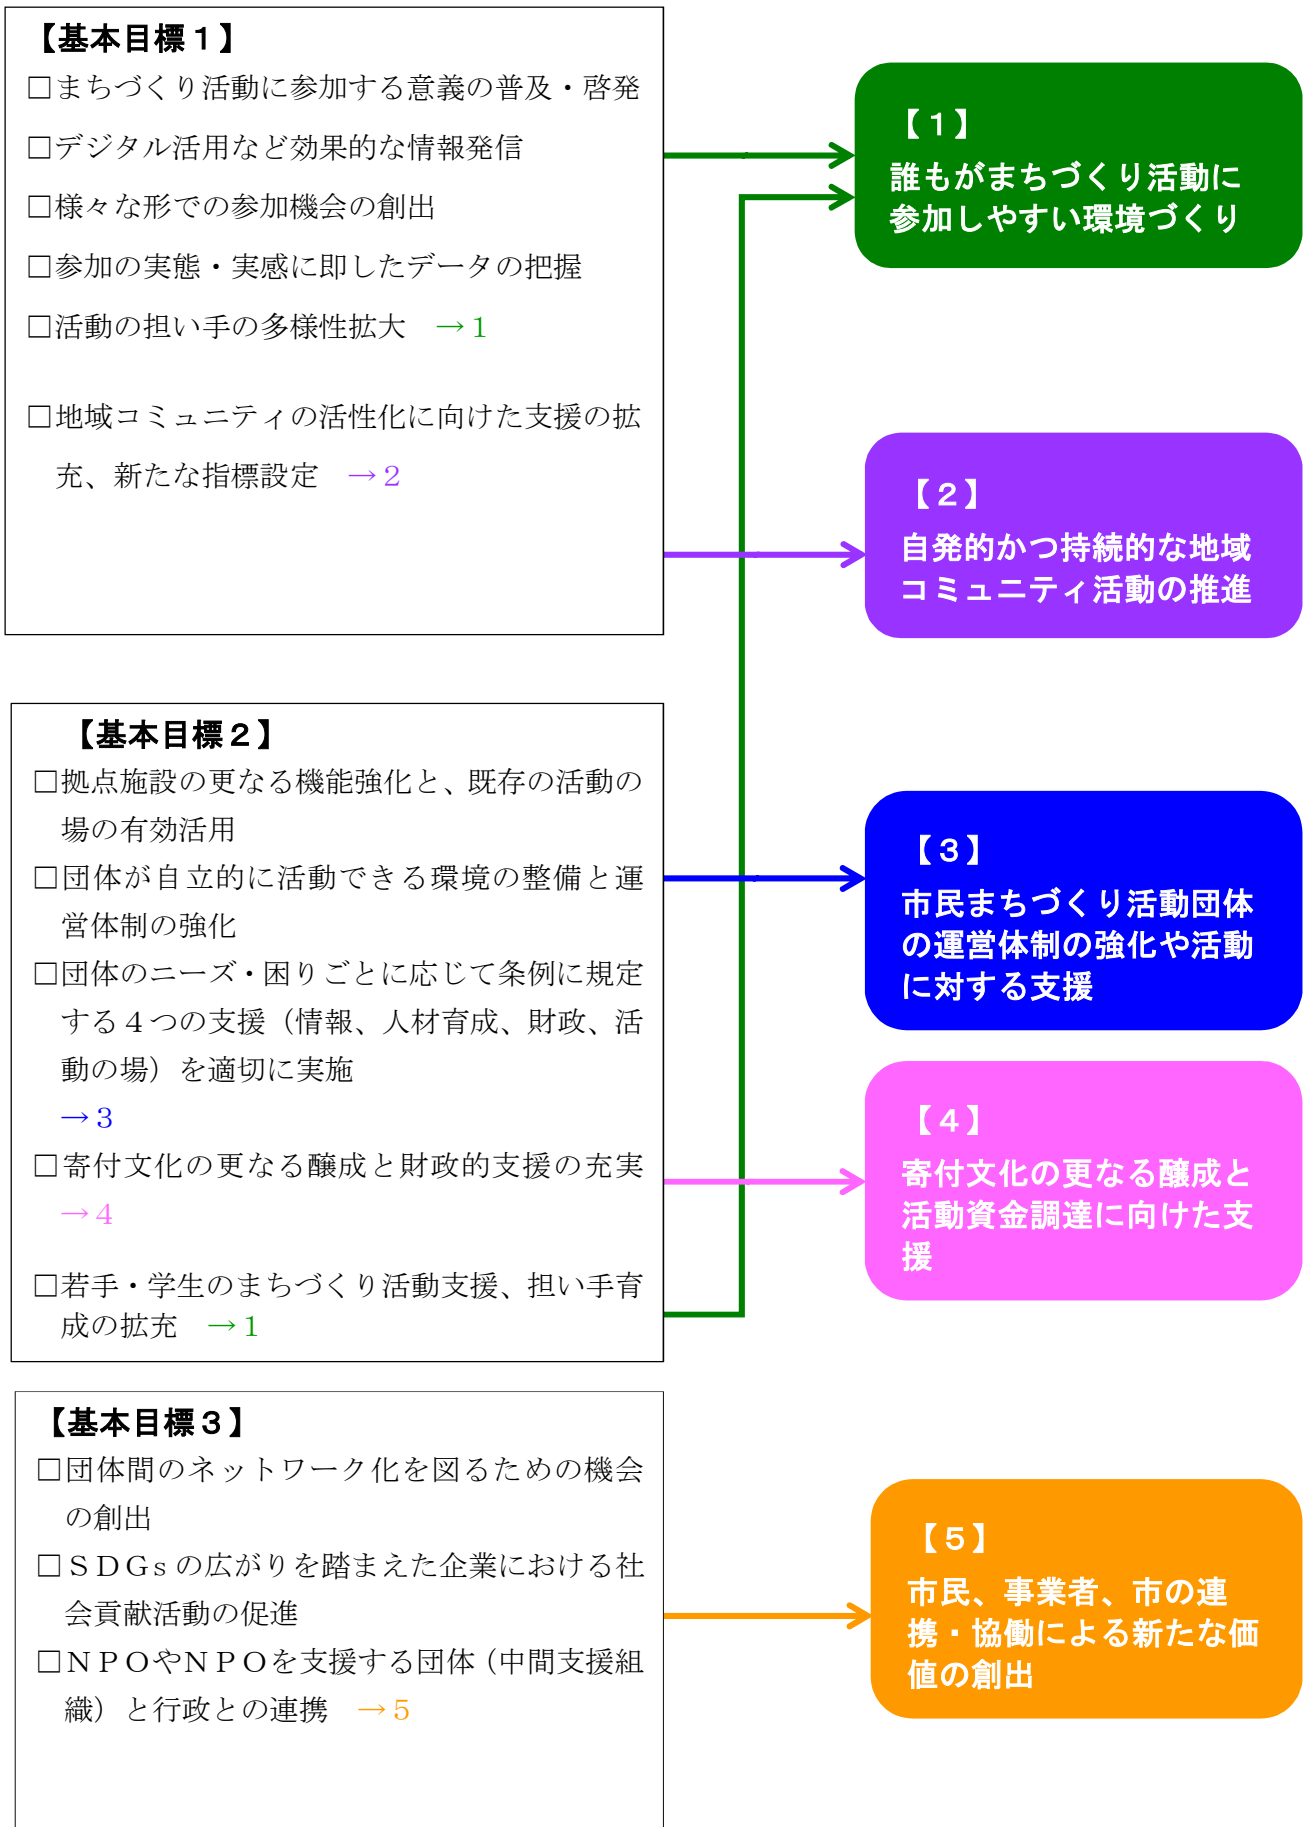 【基本目標１】
□まちづくり活動に参加する意義の普及・啓発
□デジタル活用など効果的な情報発信
□様々な形での参加機会の創出
□参加の実態・実感に即したデータの把握
□活動の担い手の多様性拡大　→１
□地域コミュニティの活性化に向けた支援の拡
充、新たな指標設定　→２
【１】
誰もがまちづくり活動に
参加しやすい環境づくり
【２】
自発的かつ持続的な地域
コミュニティ活動の推進
【基本目標２】
□拠点施設の更なる機能強化と、既存の活動の
場の有効活用
□団体が自立的に活動できる環境の整備と運
営体制の強化
□団体のニーズ・困りごとに応じて条例に規定
する４つの支援（情報、人材育成、財政、活
動の場）を適切に実施
→３
□寄付文化の更なる醸成と財政的支援の充実
→４
□若手・学生のまちづくり活動支援、担い手育
成の拡充　→１
【３】
市民まちづくり活動団体
の運営体制の強化や活動
に対する支援
【４】
寄付文化の更なる醸成と
活動資金調達に向けた支
援
【基本目標３】
□団体間のネットワーク化を図るための機会
の創出
□ＳＤＧｓの広がりを踏まえた企業における社
会貢献活動の促進
□ＮＰＯやＮＰＯを支援する団体（中間支援組
織）と行政との連携　→５
【５】
市民、事業者、市の連
携・協働による新たな価
値の創出